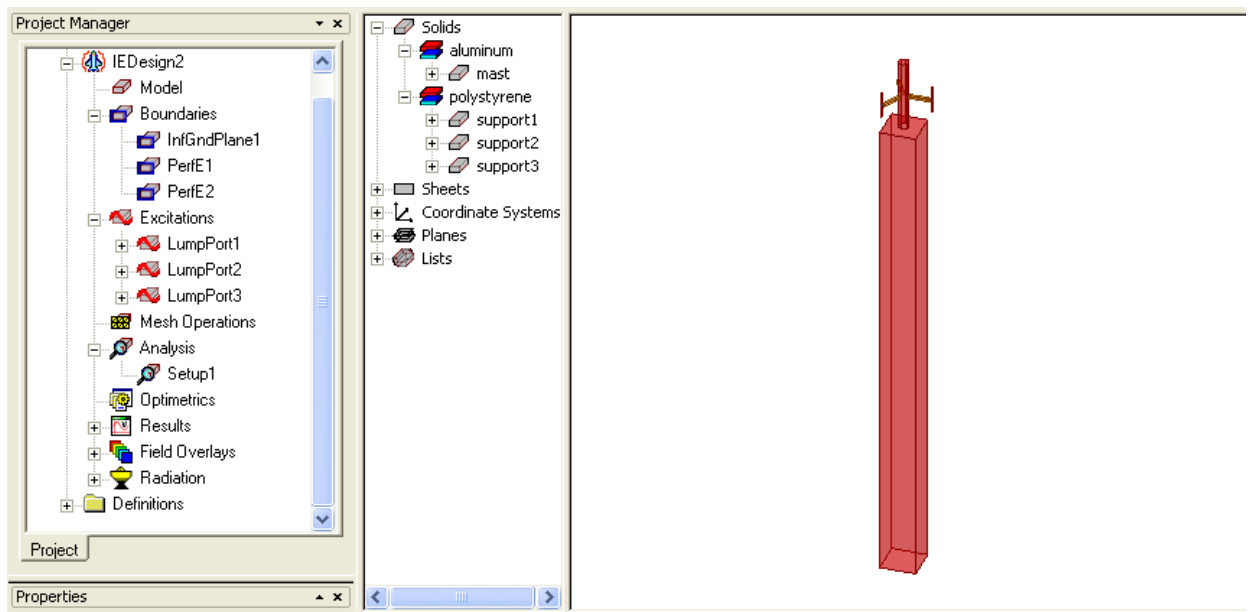 Project Manager
IEDesign2
Model
Boundaries
InfGndPlane1
PerfE1
PerfE2
Excitations
LumpPort1
LumpPort2
LumpPort3
Mesh Operations
Analysis
Setup1
Optimetrics
Results
Field Overlays
Radiation
Definitions
Project
Properties
Solids
aluminum
mast
polystyrene
support1
support2
support3
Sheets
Coordinate Systems
Planes
Lists